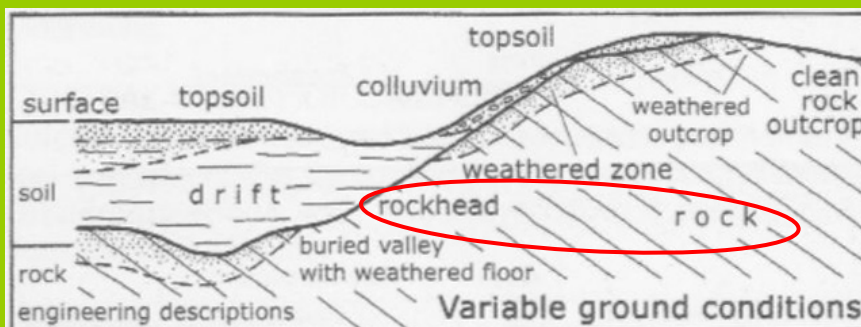 topsoil
colluvium
clean
rock
outcrop
surface
topsoil
weathered
outcrop
weathered zone
soil
drift
rockhead
rock
buried valley
with weathered floor
rock
engineering descriptions
Variable ground conditions